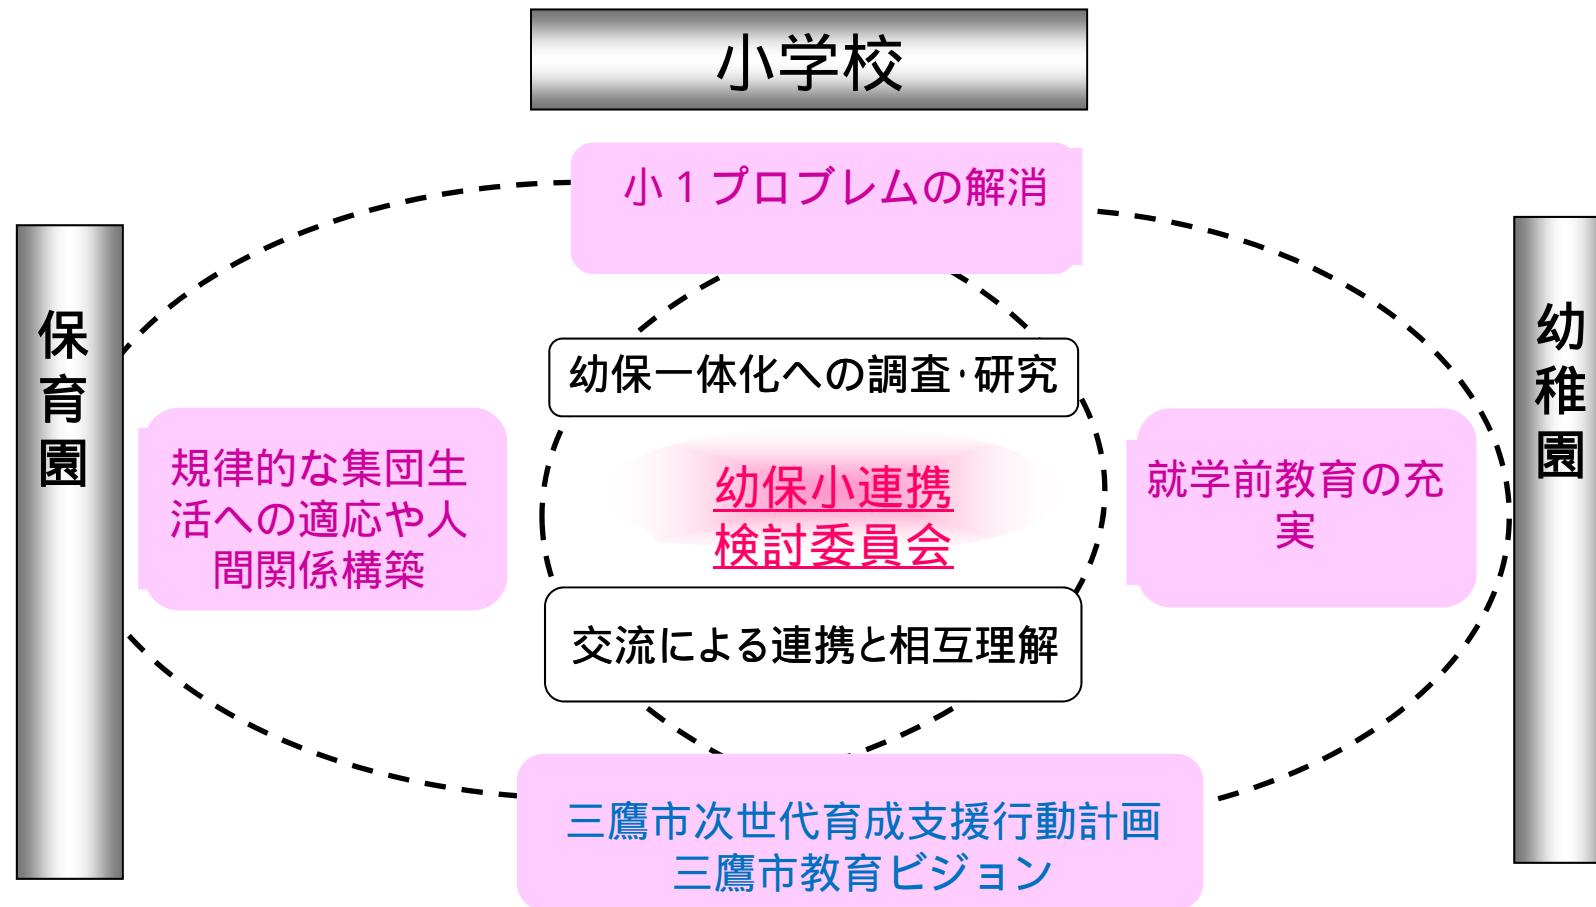 小学校
小1プロブレムの解消
保育園
幼稚園
幼保一体化への調査・研究
規律的な集団生
活への適応や人
間関係構築
幼保小連携
検討委員会
就学前教育の充
実
交流による連携と相互理解
三鷹市次世代育成支援行動計画
三鷹市教育ビジョン